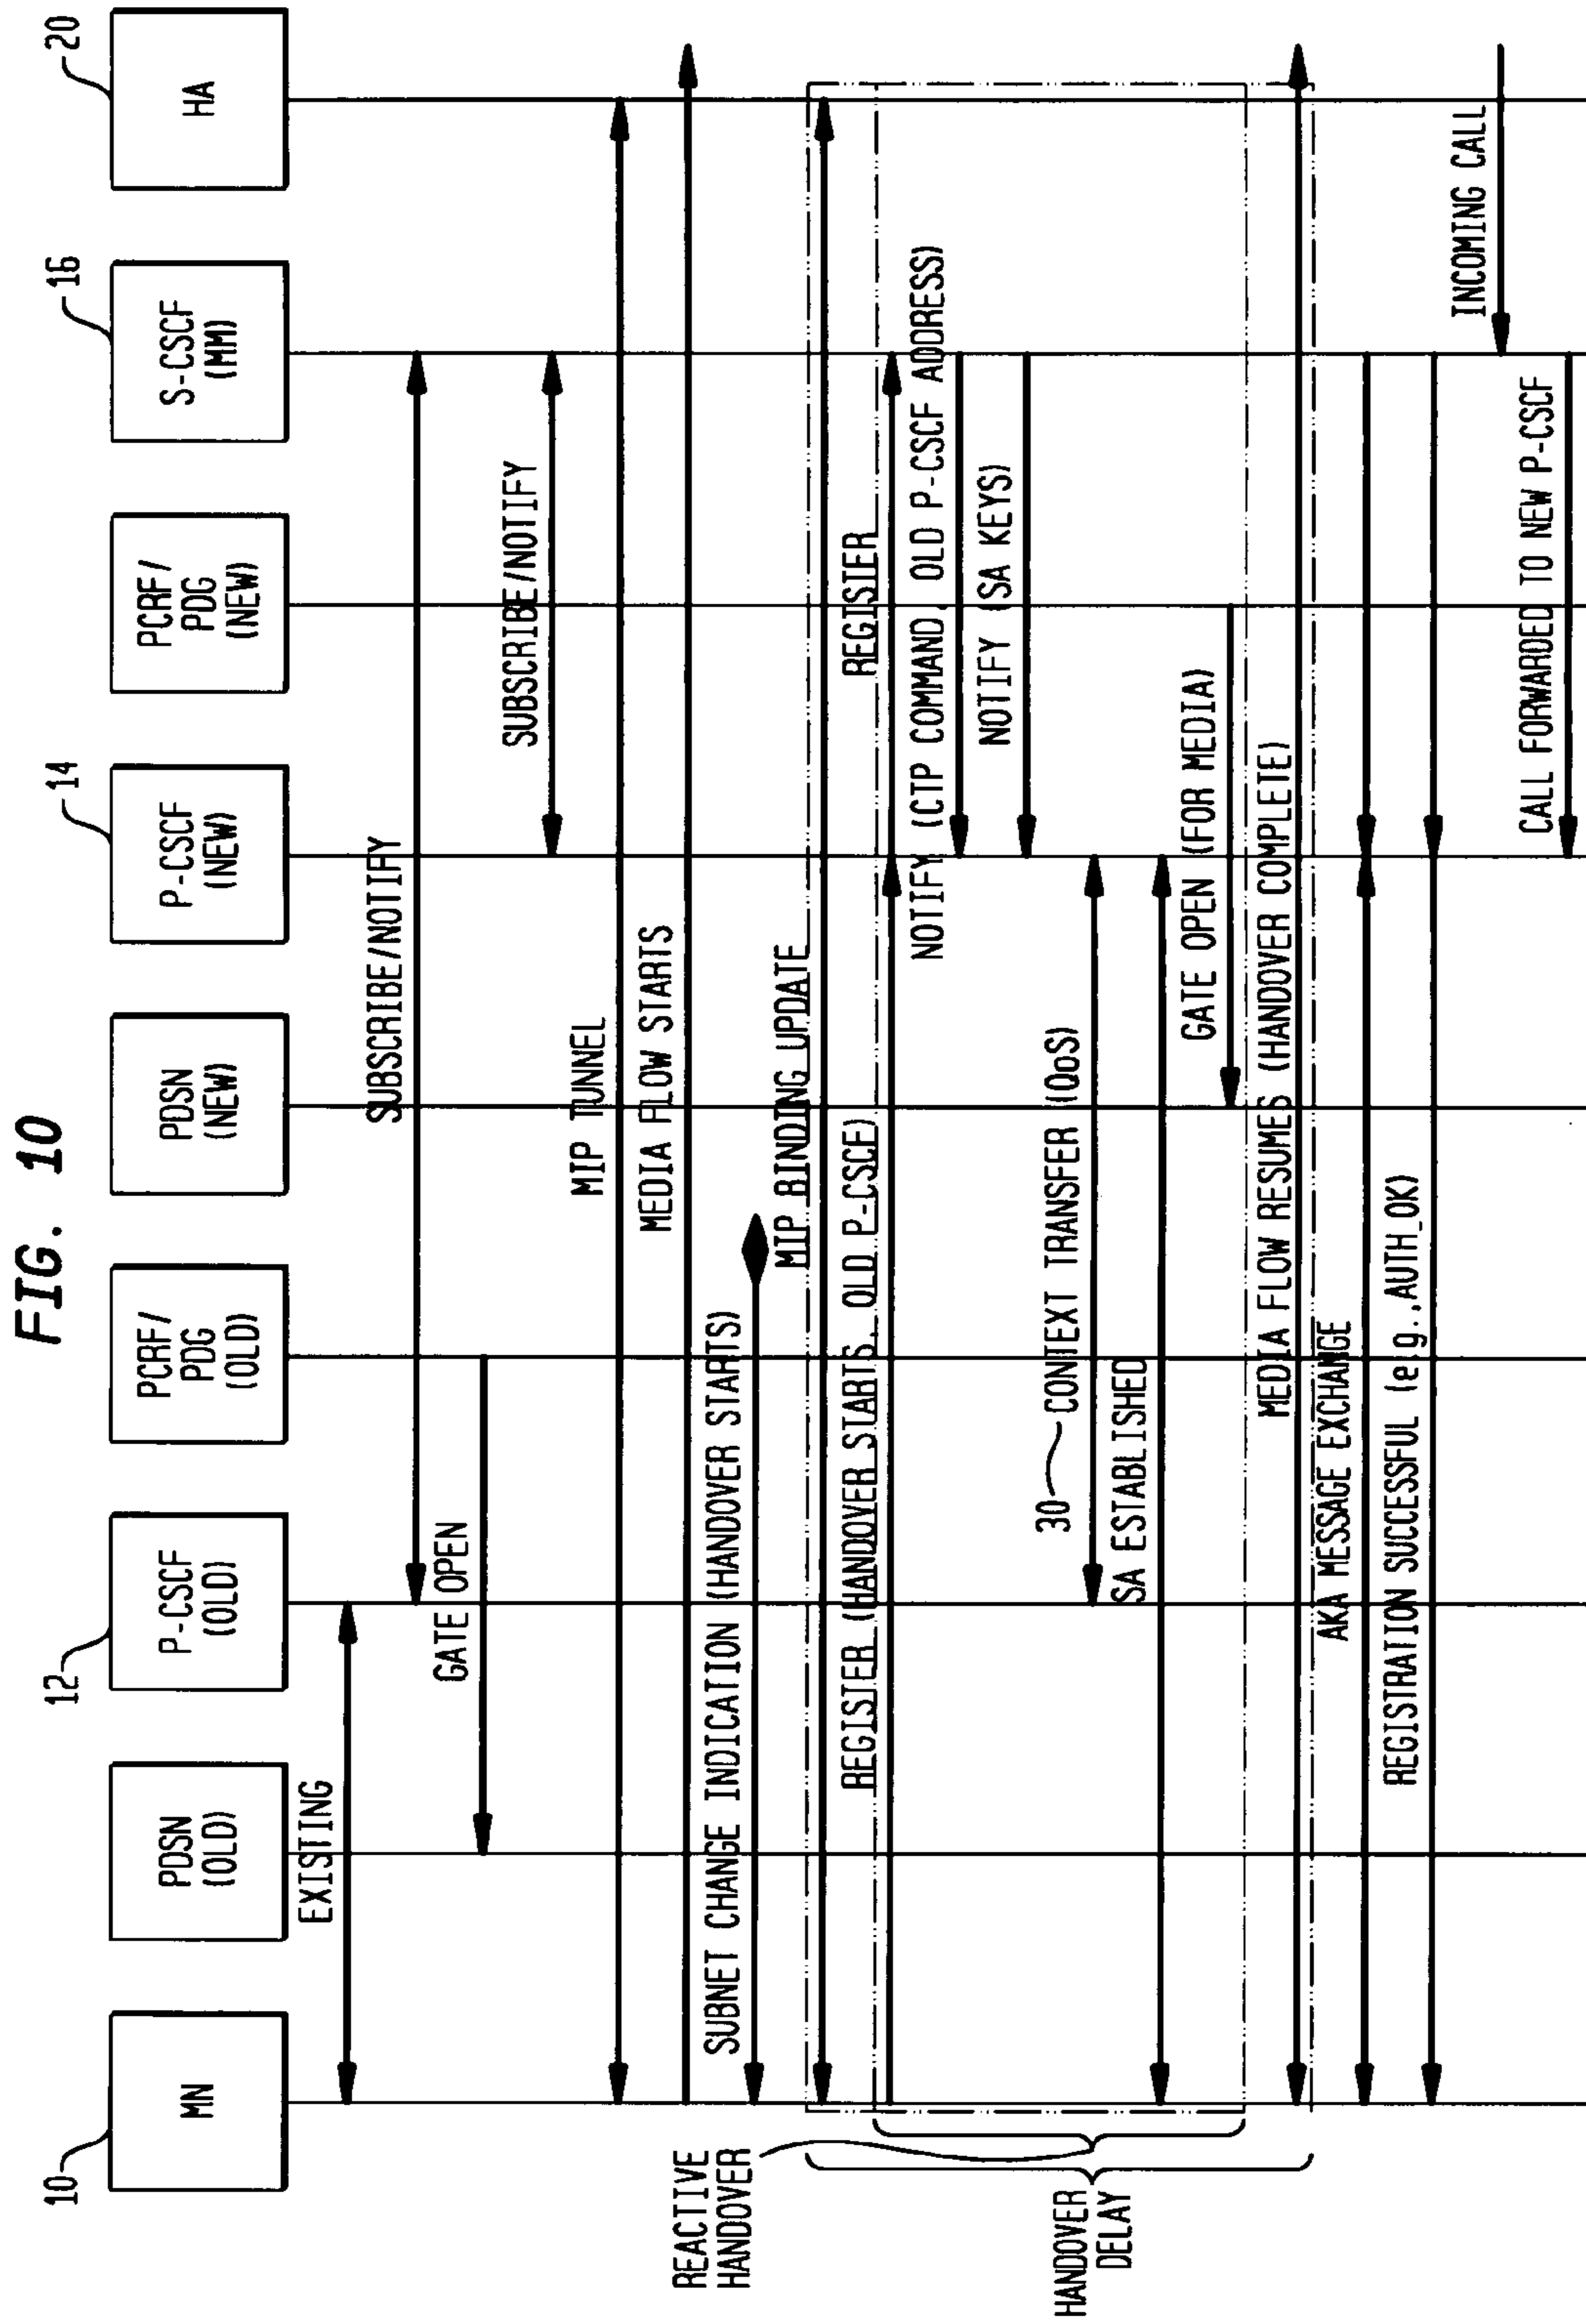 FIG. 10
10
MN
PDSN
(OLD)
12
P-CSCF
(OLD)
PCRF/
PDG
(OLD)
PDSN
(NEW)
14
P-CSCF
(NEW)
PCRF/
PDG
(NEW)
16
S-CSCF
(MM)
20
HA
EXISTING
SUBSCRIBE/NOTIFY
GATE OPEN
SUBSCRIBE/NOTIFY
MIP TUNNEL
MEDIA FLOW STARTS
SUBNET CHANGE INDICATION (HANDOVER STARTS)
MIP BINDING UPDATE
REGISTER (HANDOVER STARTS, OLD P-CSCF)
REGISTER
NOTIFY (CTP COMMAND, OLD P-CSCF ADDRESS)
NOTIFY (SA KEYS)
30
CONTEXT TRANSFER (QoS)
SA ESTABLISHED
GATE OPEN (FOR MEDIA)
MEDIA FLOW RESUMES (HANDOVER COMPLETE)
AKA MESSAGE EXCHANGE
REGISTRATION SUCCESSFUL (e.g.,AUTH_OK)
INCOMING CALL
CALL FORWARDED TO NEW P-CSCF
REACTIVE
HANDOVER
HANDOVER
DELAY